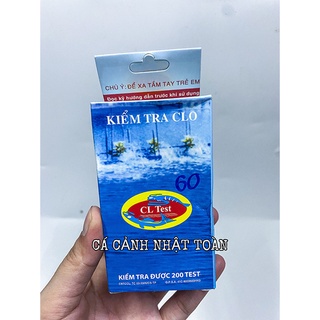 CHÚ Ý: ĐỂ XA TẦM TAY TRẺ EM
Đọc kỹ hướng dẫn trước khi sử dụng
KIỂM TRA CLO
60
CL Test
CÁ CẢNH NHẬT TOÀN
KIỂM TRA ĐƯỢC 200 TEST